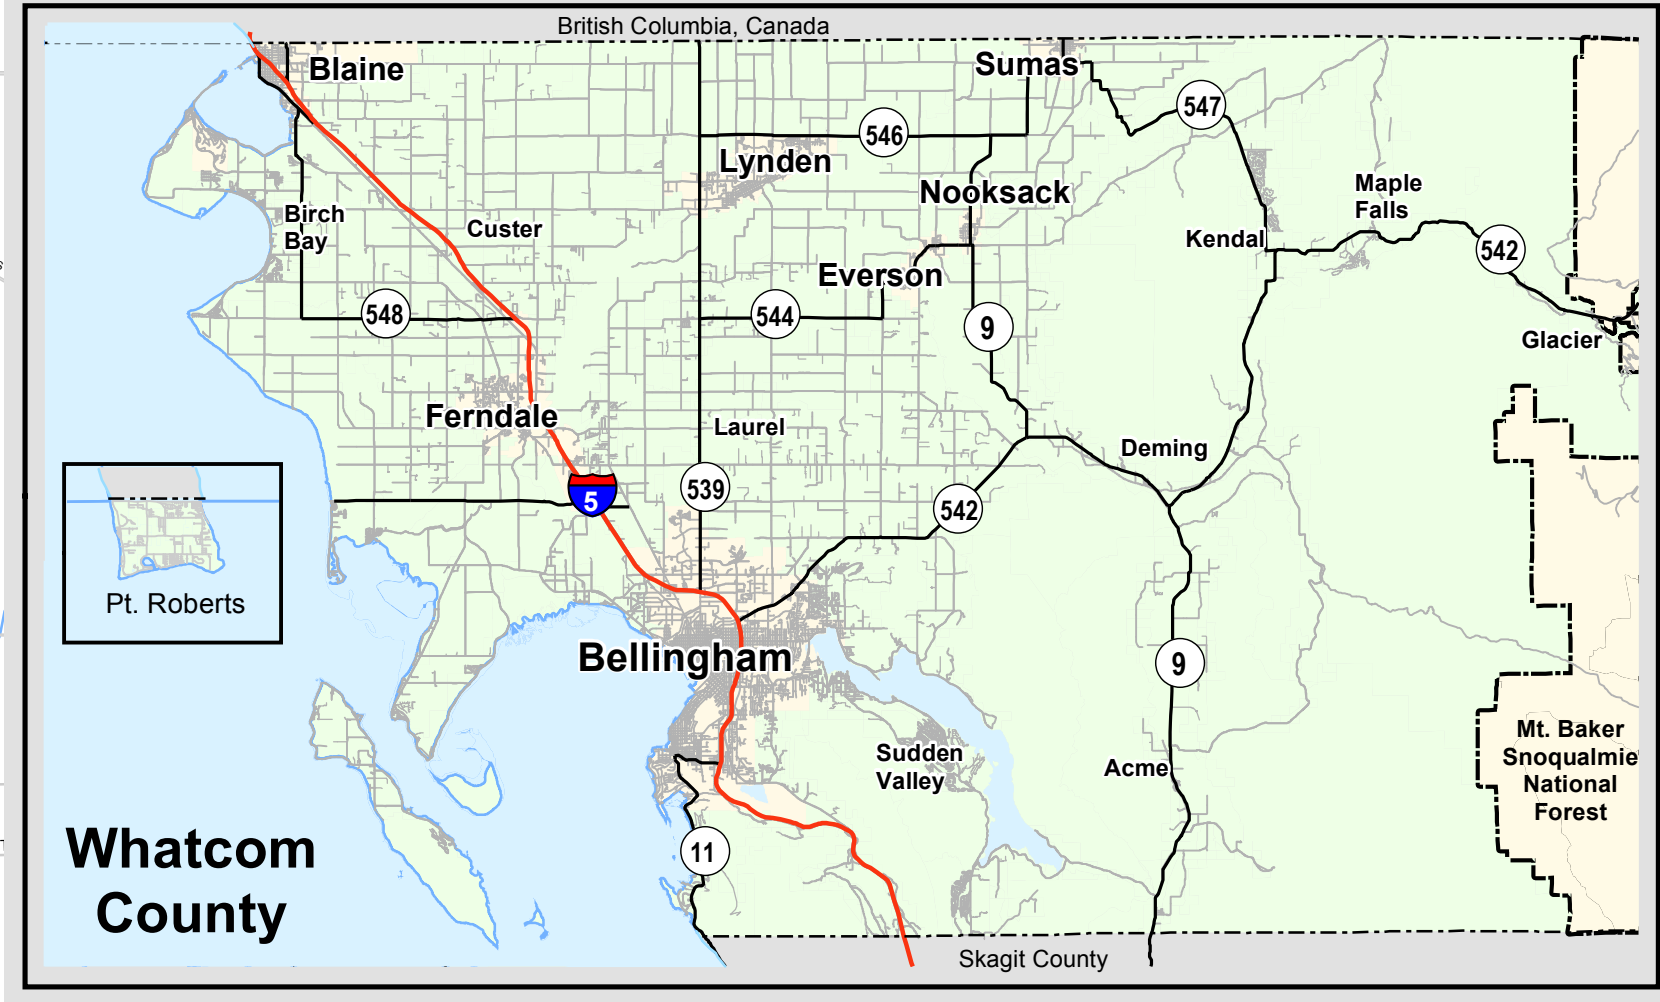 British Columbia, Canada
Blaine
Sumas
547
546
Lynden
Nooksack
Maple
Falls
Birch
Bay
Custer
Kendal
542
Everson
548
544
9
Glacier
Ferndale
Laurel
Deming
5
539
542
Pt. Roberts
Bellingham
9
Sudden
Valley
Acme
Mt. Baker
Snoqualmie
National
Forest
11
Whatcom
County
Skagit County